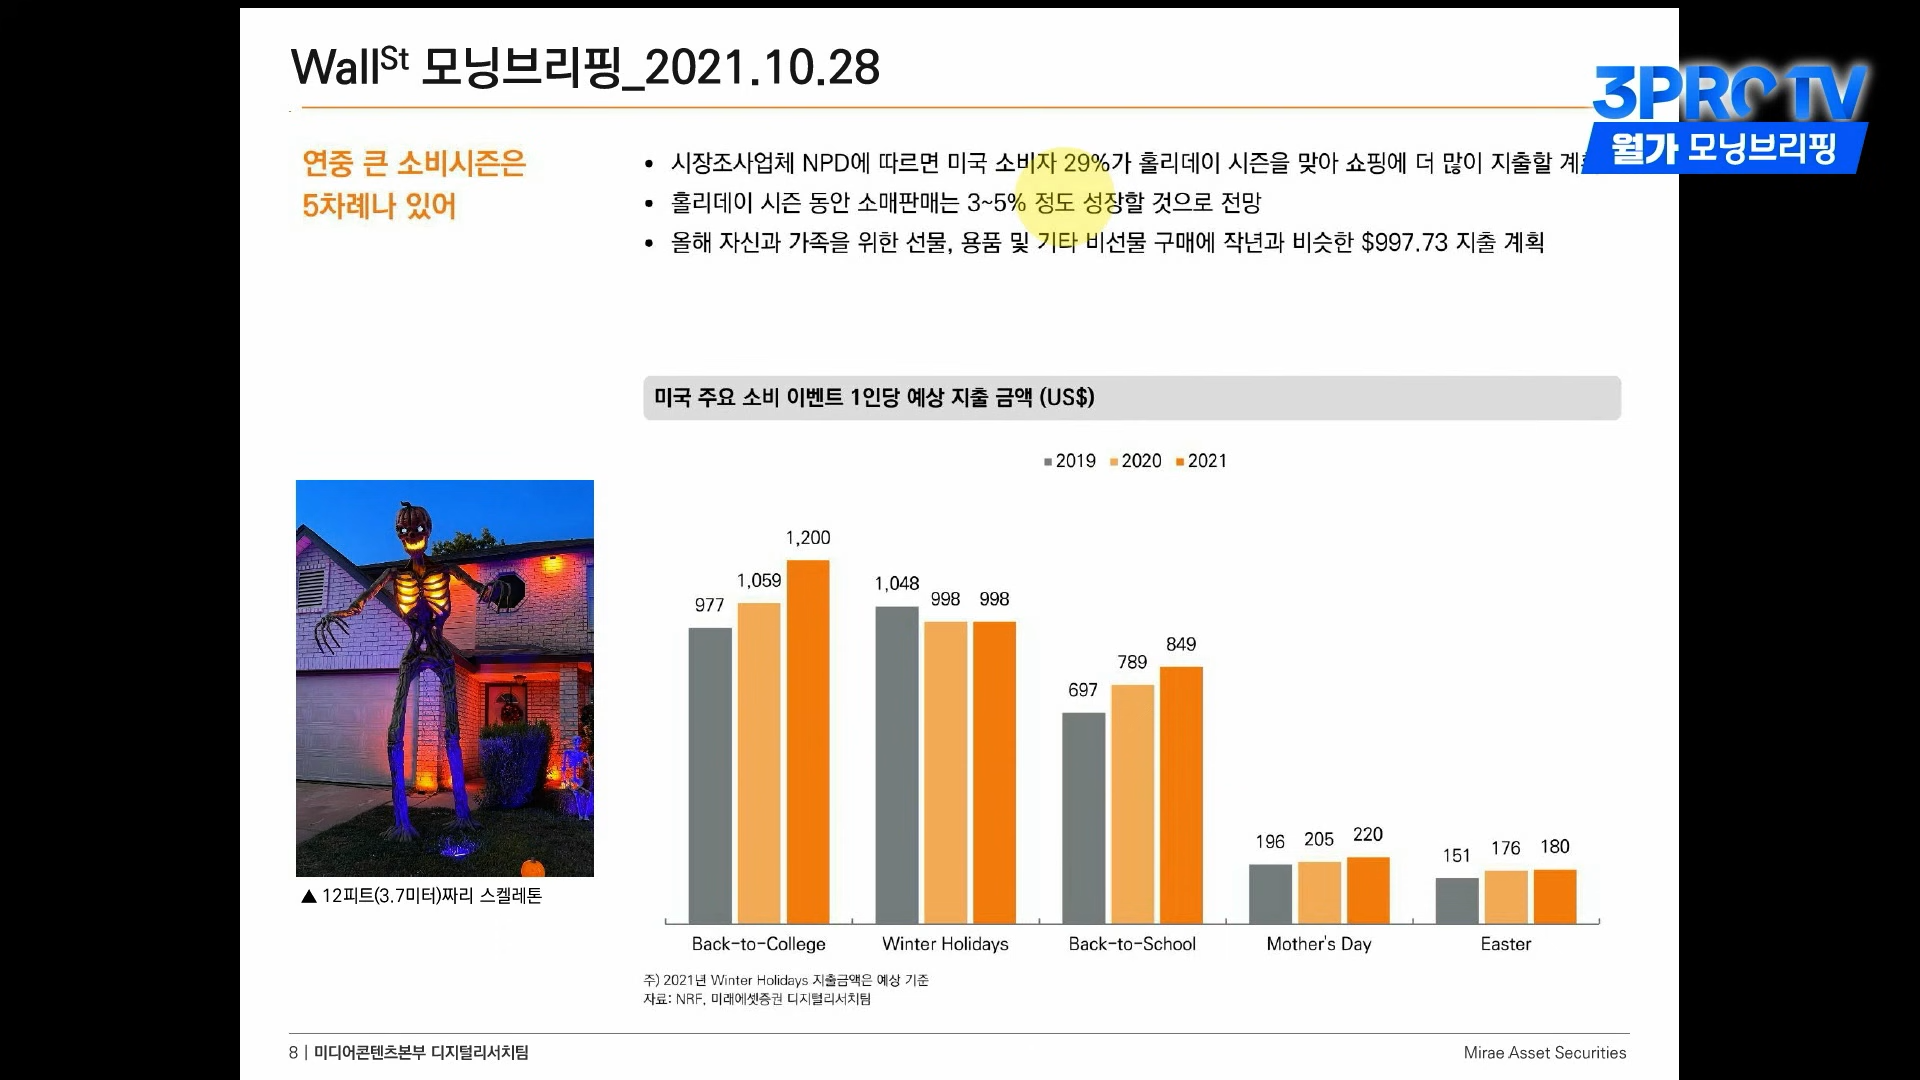 WallSt 모닝브리핑_2021.10.28
3PRO TV
월가 모닝브리핑
연중 큰 소비시즌은
5차례나 있어
• 시장조사업체 NPD에 따르면 미국 소비자 29%가 홀리데이 시즌을 맞아 쇼핑에 더 많이 지출할
• 홀리데이 시즌 동안 소매판매는 3~5% 정도 성장할 것으로 전망
• 올해 자신과 가족을 위한 선물, 용품 및 기타 비선물 구매에 작년과 비슷한 $997.73 지출 계획
미국 주요 소비 이벤트 1인당 예상 지출 금액 (US$)
2019 2020 2021
977 1,059 1,200
1,048 998 998
697 789 849
196 205 220
151 176 180
Back-to-College Winter Holidays Back-to-School Mother's Day Easter
▲ 12피트(3.7미터)짜리 스켈레톤
주) 2021년 Winter Holidays 지출금액은 예상 기준
자료: NRF, 미래에셋증권 디지털리서치팀
8 | 미디어콘텐츠본부 디지털리서치팀
Mirae Asset Securities